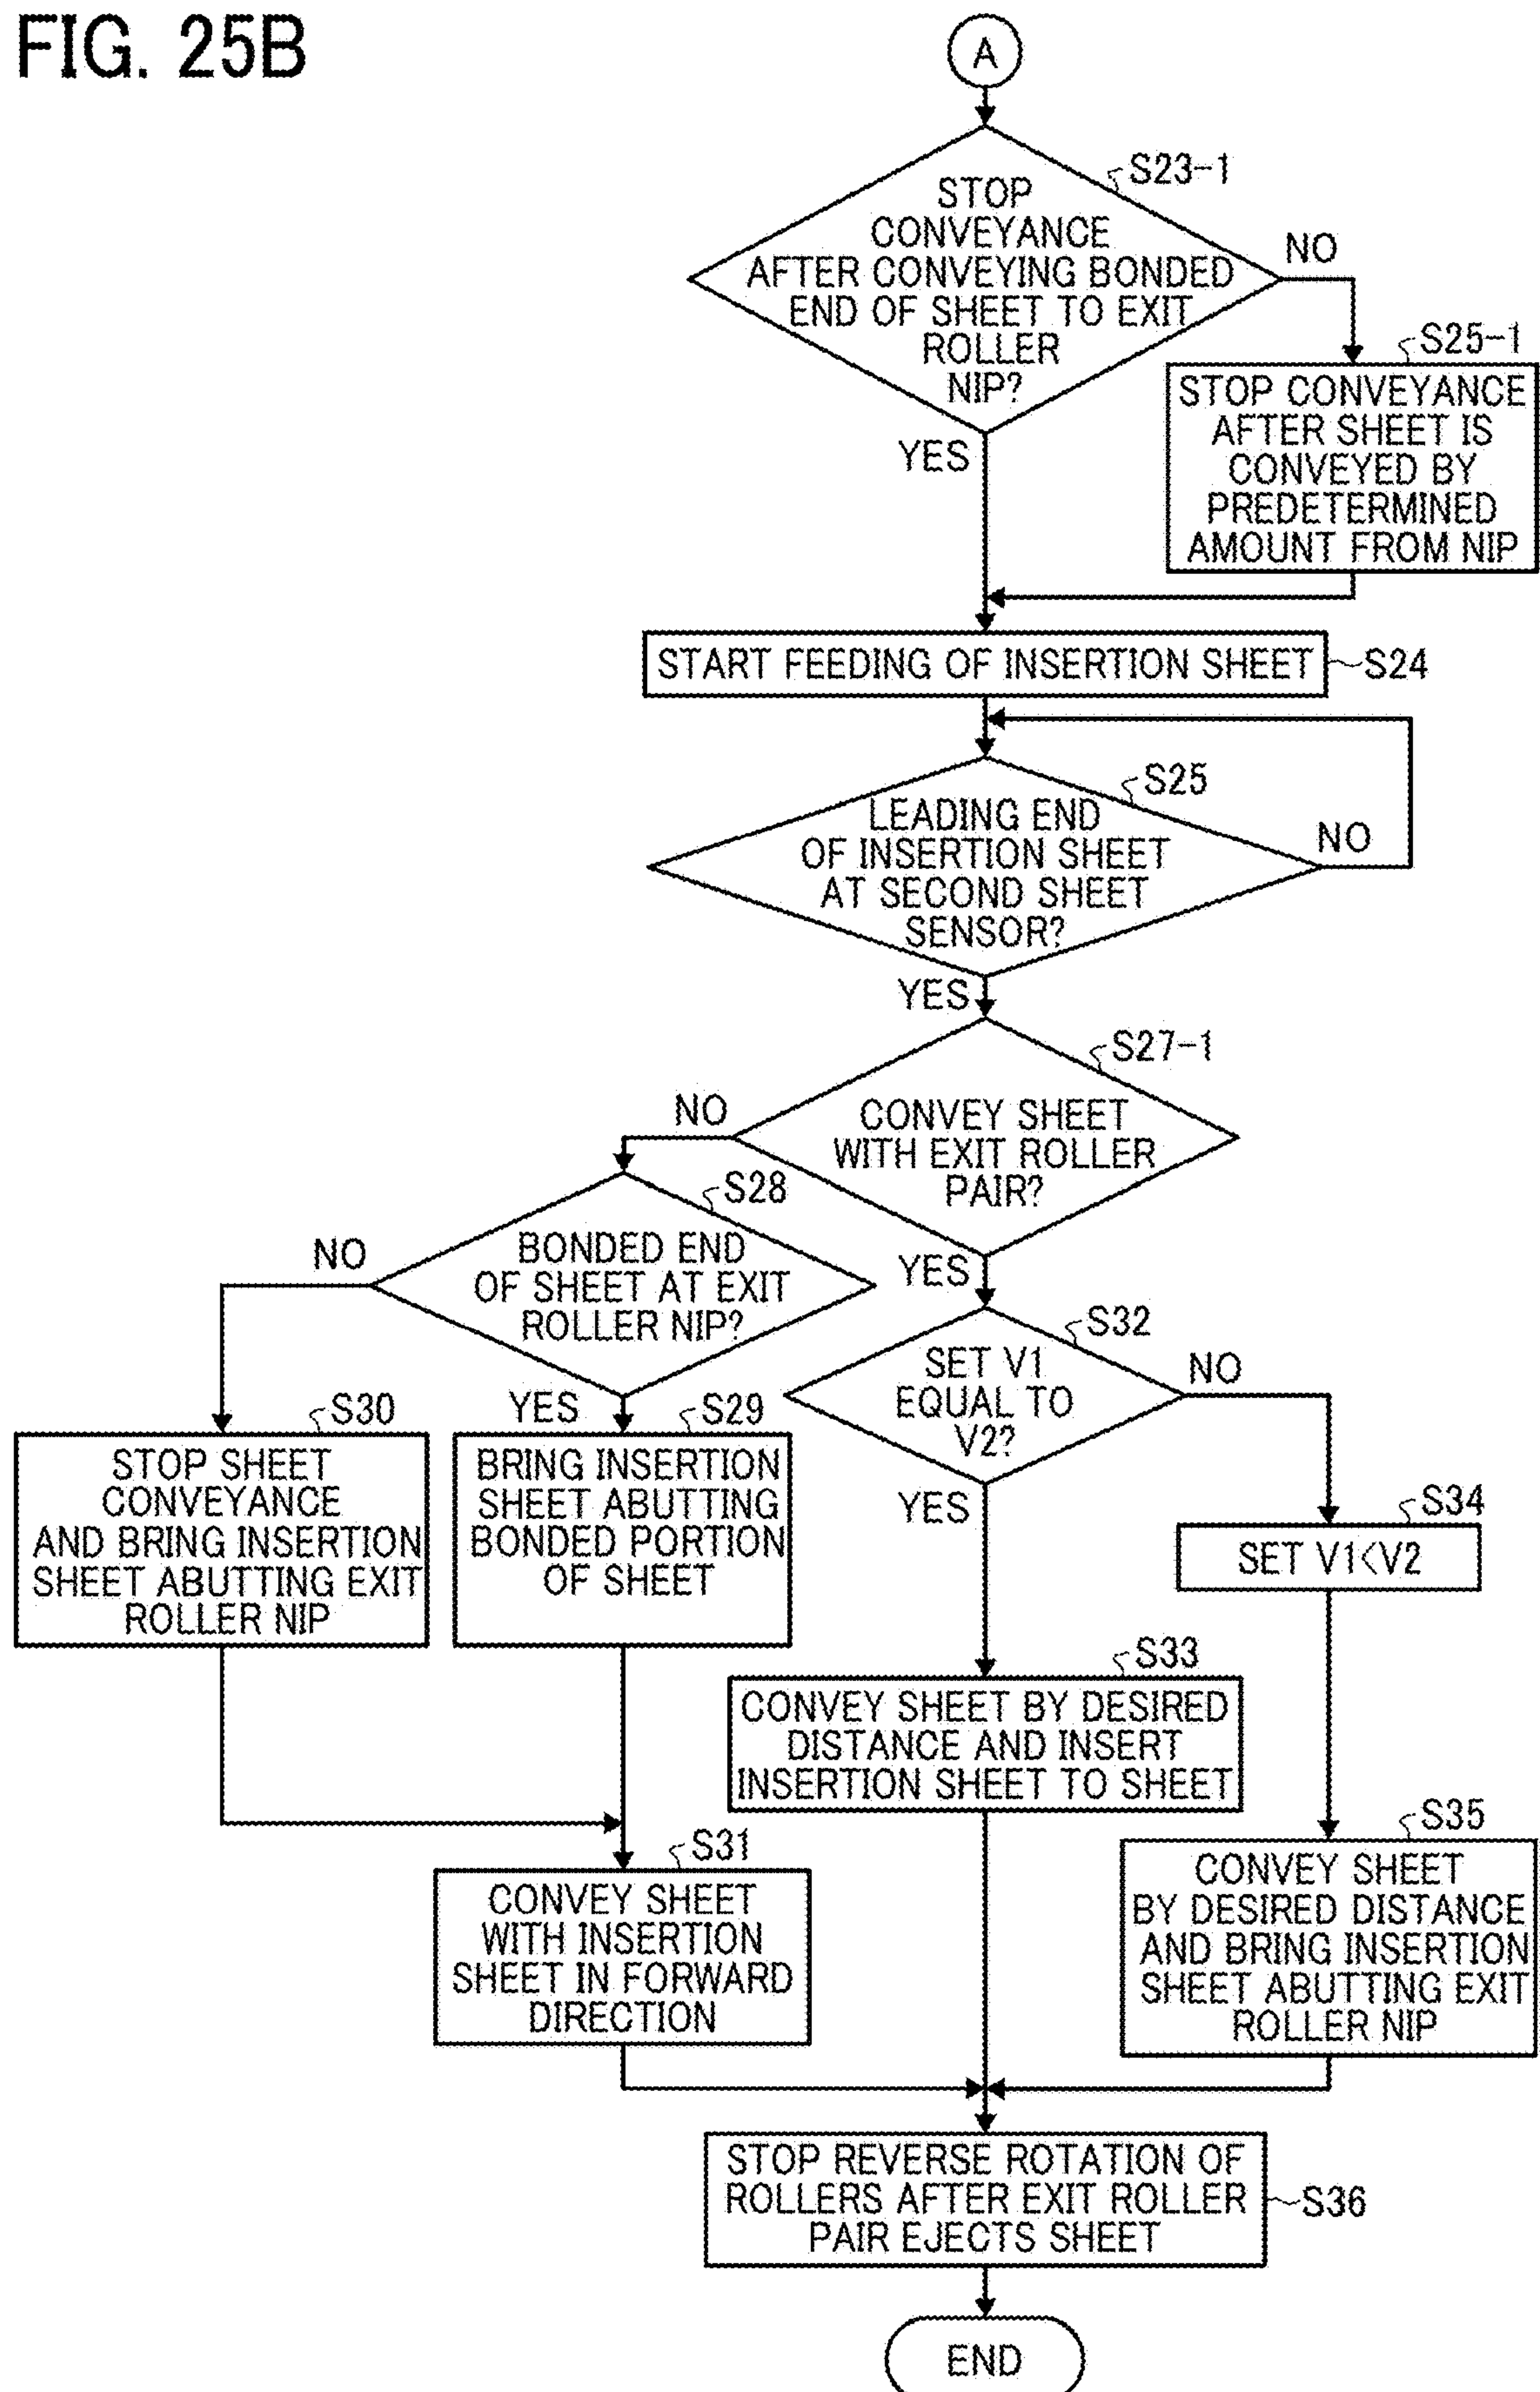 FIG. 25B
A
S23-1
STOP
CONVEYANCE
AFTER CONVEYING BONDED
END OF SHEET TO EXIT
ROLLER
NIP?
NO
YES
S25-1
STOP CONVEYANCE
AFTER SHEET IS
CONVEYED BY
PREDETERMINED
AMOUNT FROM NIP
START FEEDING OF INSERTION SHEET
S24
S25
LEADING END
OF INSERTION SHEET
AT SECOND SHEET
SENSOR?
NO
YES
S27-1
CONVEY SHEET
WITH EXIT ROLLER
PAIR?
NO
YES
S28
BONDED END
OF SHEET AT EXIT
ROLLER NIP?
NO
YES
S32
SET V1
EQUAL TO
V2?
NO
YES
S30
STOP SHEET
CONVEYANCE
AND BRING INSERTION
SHEET ABUTTING EXIT
ROLLER NIP
S29
BRING INSERTION
SHEET ABUTTING
BONDED PORTION
OF SHEET
S34
SET V1<V2
S33
CONVEY SHEET BY DESIRED
DISTANCE AND INSERT
INSERTION SHEET TO SHEET
S31
CONVEY SHEET
WITH INSERTION
SHEET IN FORWARD
DIRECTION
S35
CONVEY SHEET
BY DESIRED DISTANCE
AND BRING INSERTION
SHEET ABUTTING EXIT
ROLLER NIP
STOP REVERSE ROTATION OF
ROLLERS AFTER EXIT ROLLER
PAIR EJECTS SHEET
S36
END